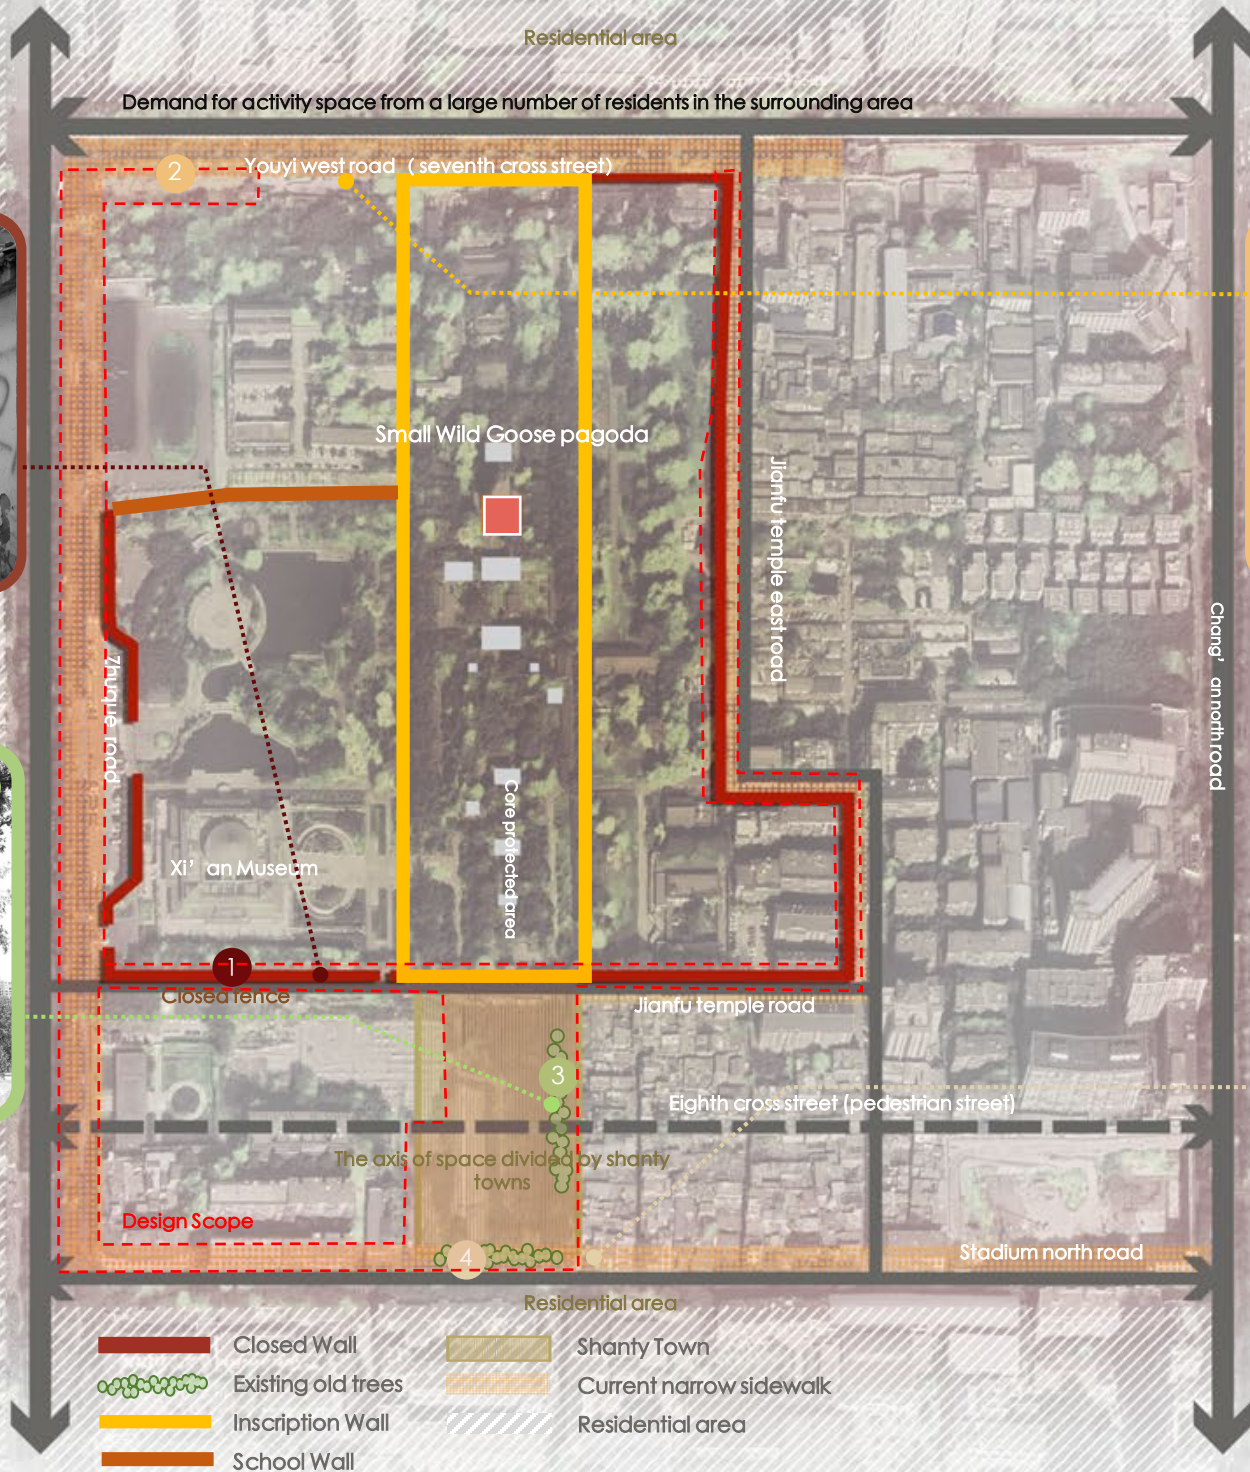 Residential area
Demand for activity space from a large number of residents in the surrounding area
2
Youyi west road（ seventh cross street)
Small Wild Goose pagoda
Jianfu temple east road
Chang’ an north road
Zhuque road
Core protected area
Xi’ an Museum
1
Closed fence
Jianfu temple road
3
Eighth cross street (pedestrian street)
The axis of space divided by shanty
towns
Design Scope
4
Stadium north road
Residential area
Closed Wall
Existing old trees
Inscription Wall
School Wall
Shanty Town
Current narrow sidewalk
Residential area